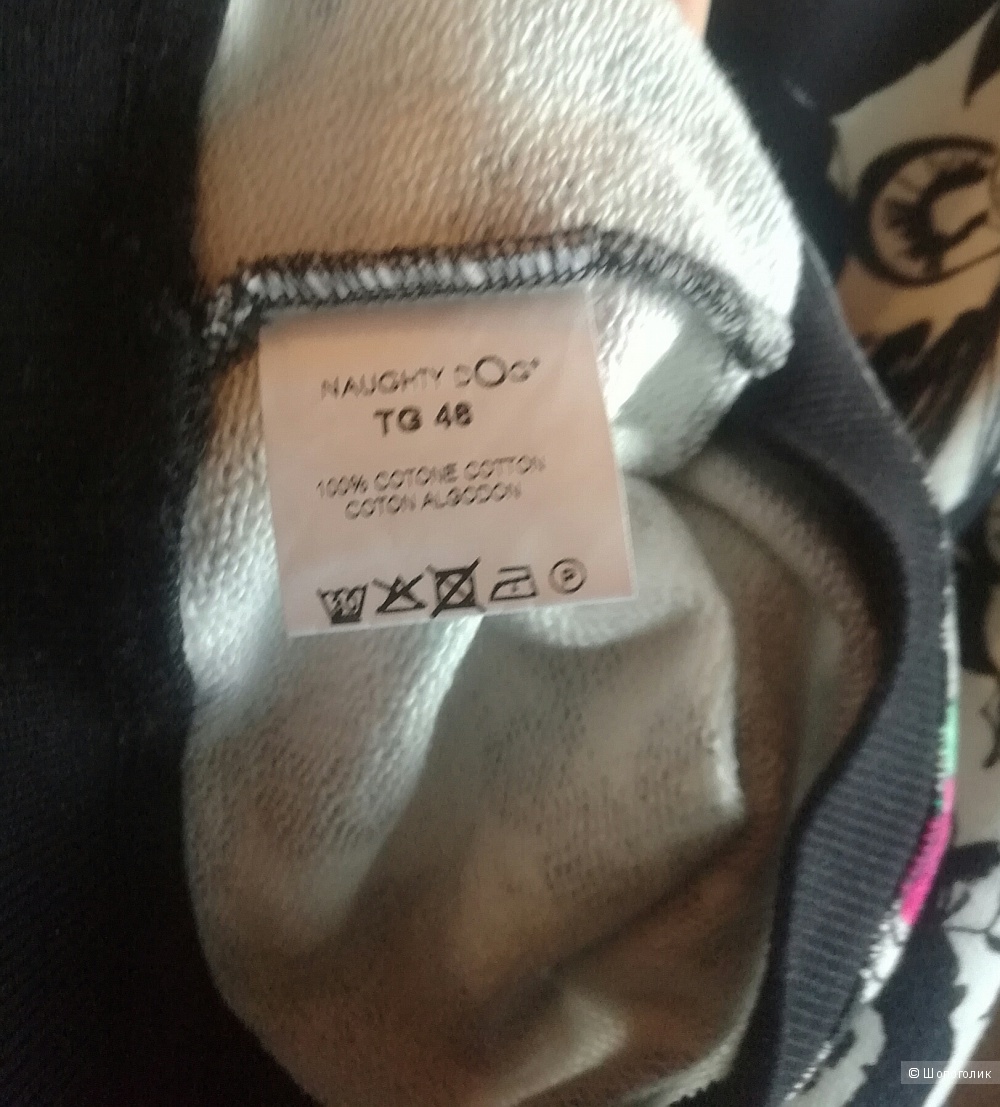 NAUGHTY DOG®
TG 48
100% COTONE COTTON
COTON ALGODON
P
© Шопоголик